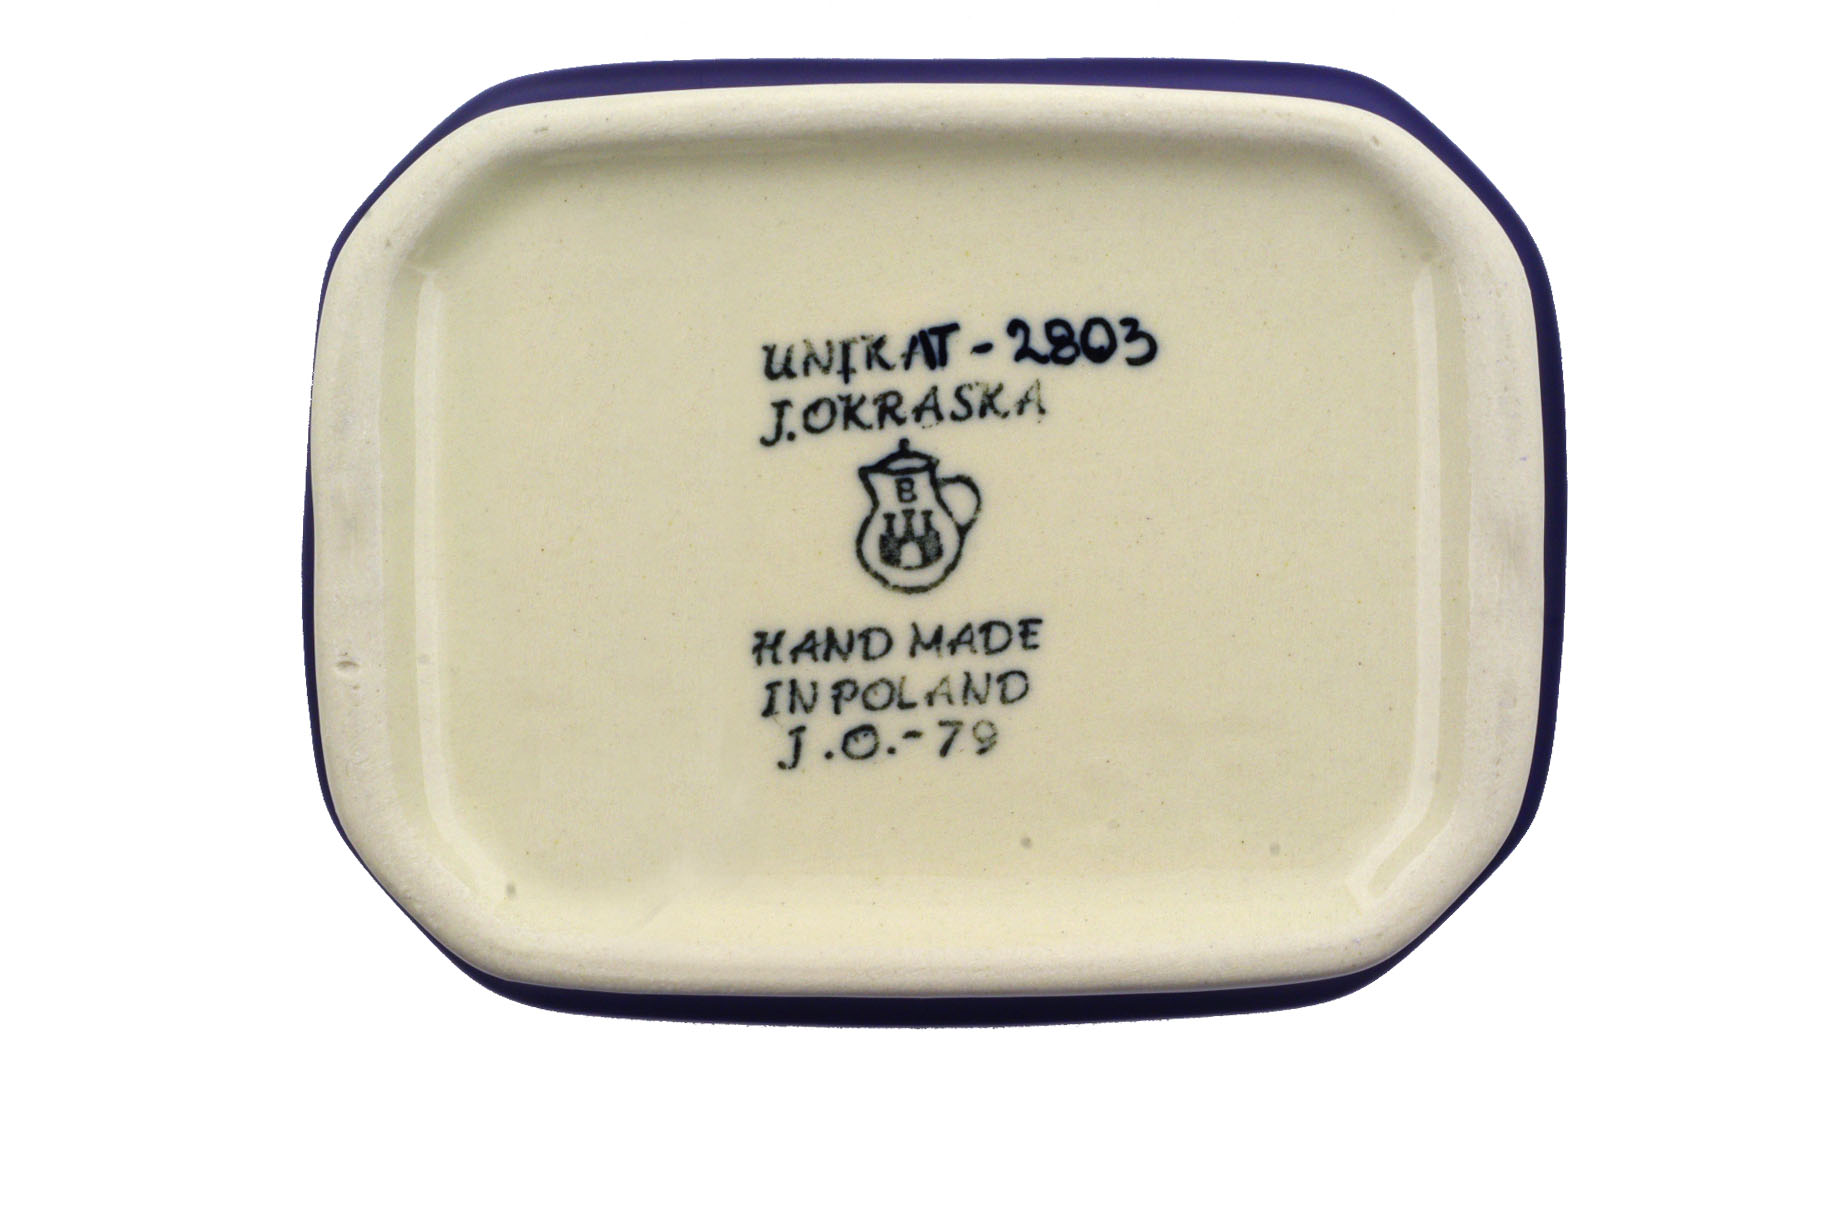 UNIKAT - 2803
J. OKRASKA
B
HAND MADE
IN POLAND
J.O.-79